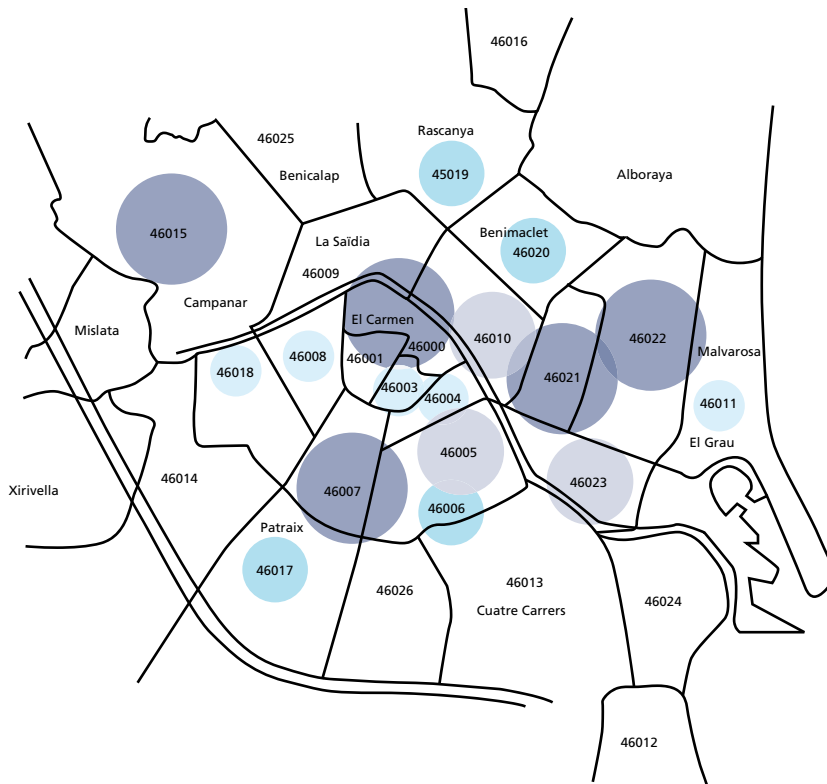 46016
Rascanya
46025
45019
Benicalap
Alboraya
46015
La Saïdia
Benimaclet
46020
46009
Campanar
El Carmen
Mislata
46010
46022
46000
46001
Malvarosa
46008
46018
46021
46003
46004
46011
El Grau
46005
46014
Xirivella
46007
46023
46006
Patraix
46017
46013
46026
46024
Cuatre Carrers
46012